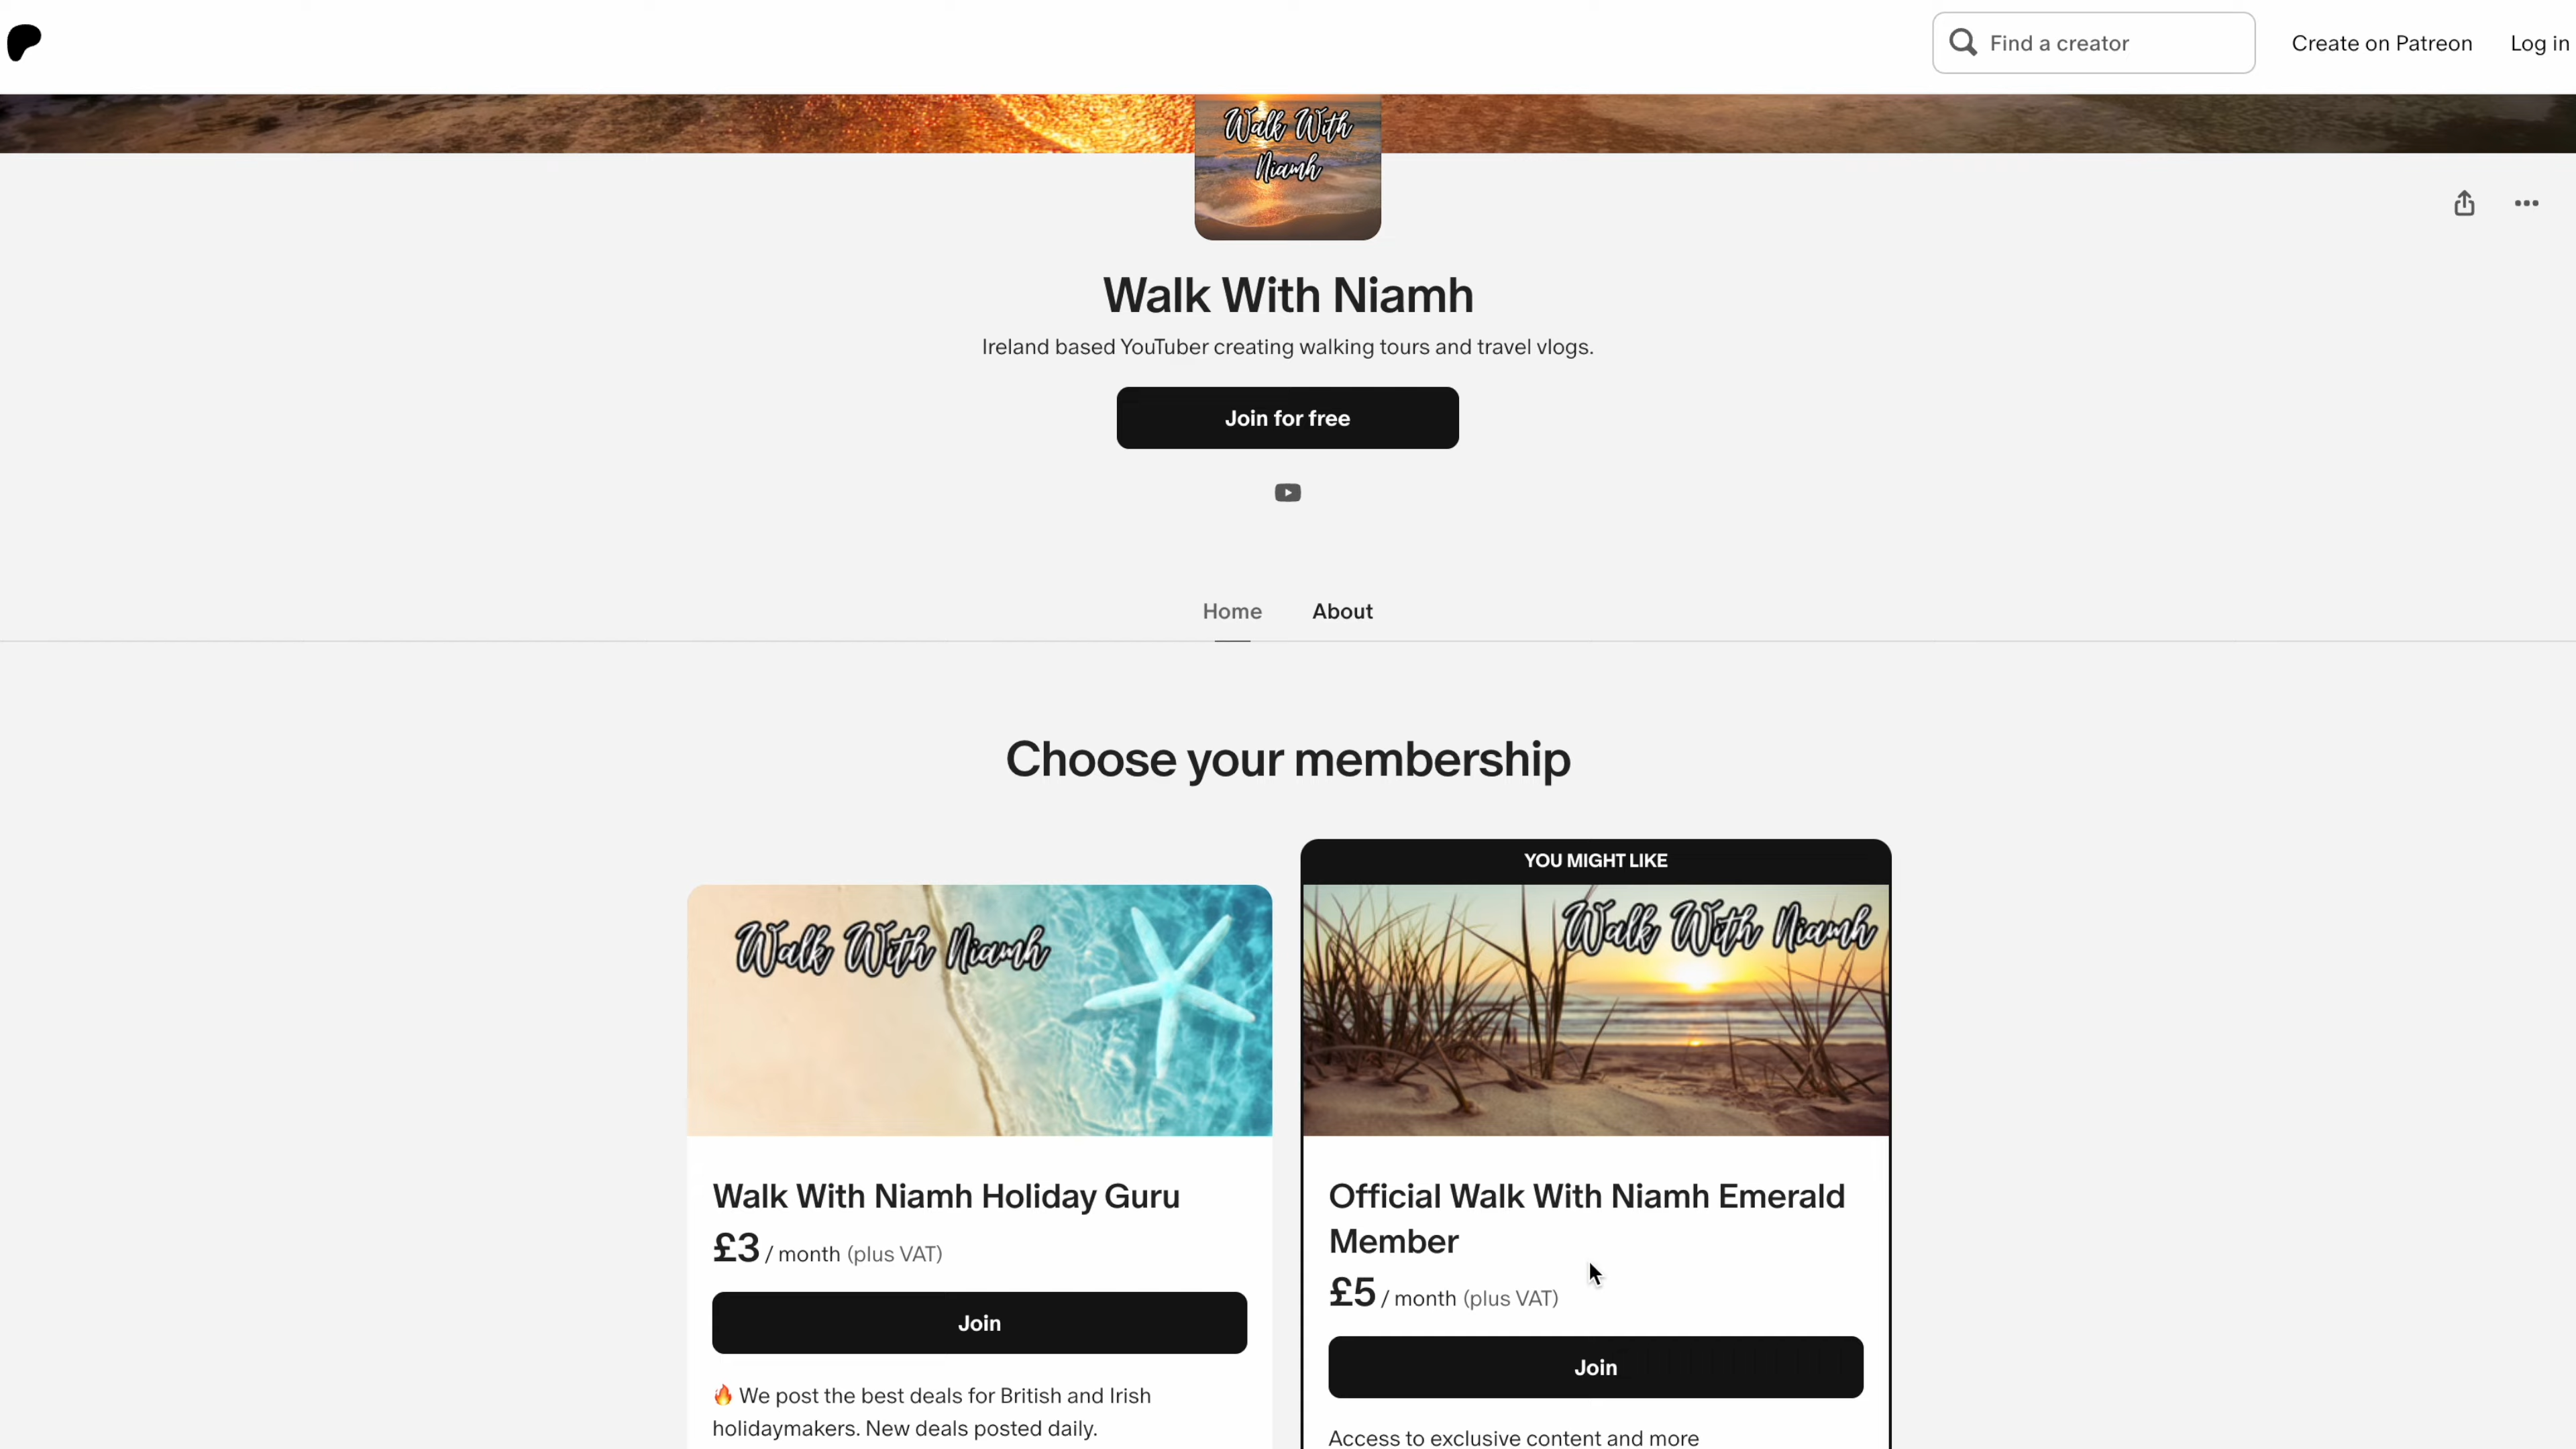 Find a creator
Create on Patreon
Log in
Walk With
Niamh
Walk With Niamh
Ireland based YouTuber creating walking tours and travel vlogs.
Join for free
Home
About
Choose your membership
YOU MIGHT LIKE
Walk With Niamh
Walk With Niamh
Walk With Niamh Holiday Guru
£3 / month (plus VAT)
Join
🔥 We post the best deals for British and Irish
holidaymakers. New deals posted daily.
Official Walk With Niamh Emerald
Member
£5 / month (plus VAT)
Join
Access to exclusive content and more